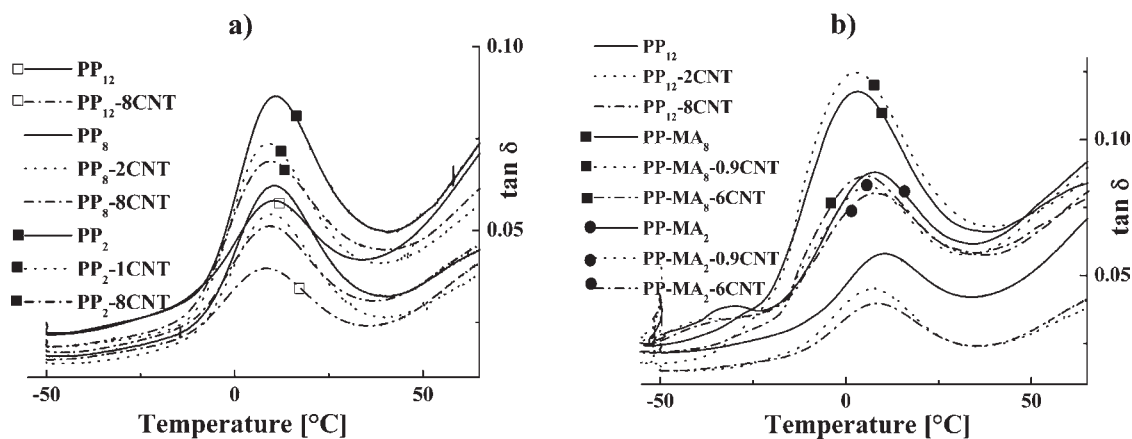 a)
PP₁₂
PP₁₂-8CNT
PP₈
PP₈-2CNT
PP₈-8CNT
PP₂
PP₂-1CNT
PP₂-8CNT
0.10
0.05
tan δ
-50
0
50
Temperature [°C]
b)
PP₁₂
PP₁₂-2CNT
PP₁₂-8CNT
PP-MA₈
PP-MA₈-0.9CNT
PP-MA₈-6CNT
PP-MA₂
PP-MA₂-0.9CNT
PP-MA₂-6CNT
0.10
0.05
tan δ
-50
0
50
Temperature [°C]